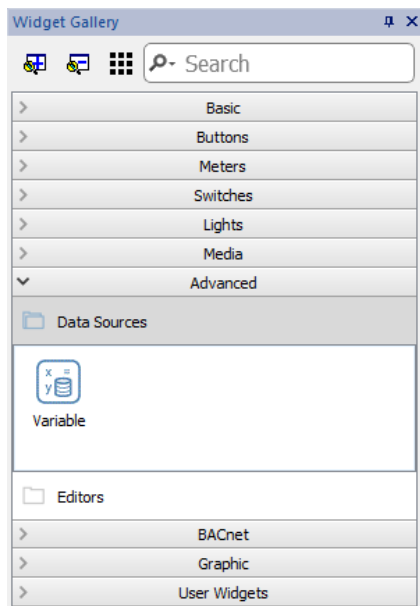 Widget Gallery
Search
Basic
Buttons
Meters
Switches
Lights
Media
Advanced
Data Sources
x =
y
Variable
Editors
BACnet
Graphic
User Widgets